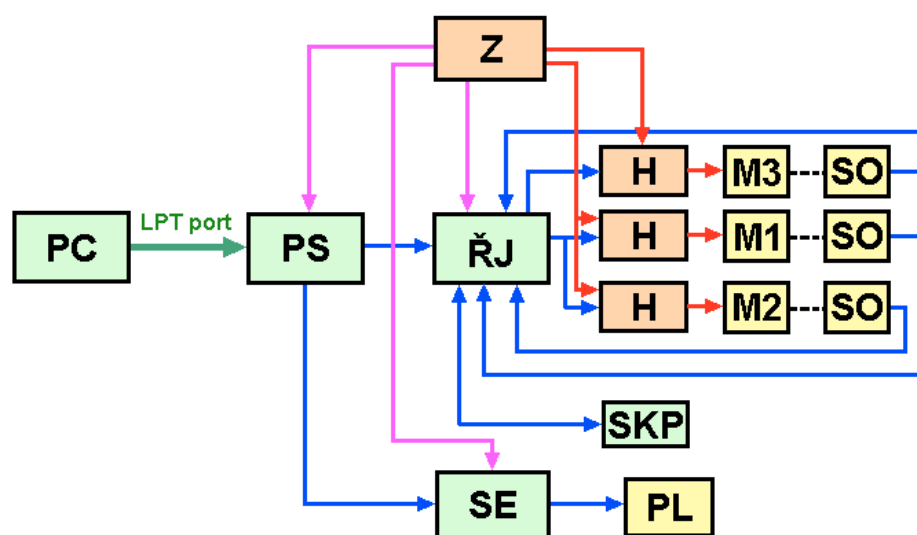 Z
H M3 SO
LPT port
PC PS ŘJ H M1 SO
H M2 SO
SKP
SE PL